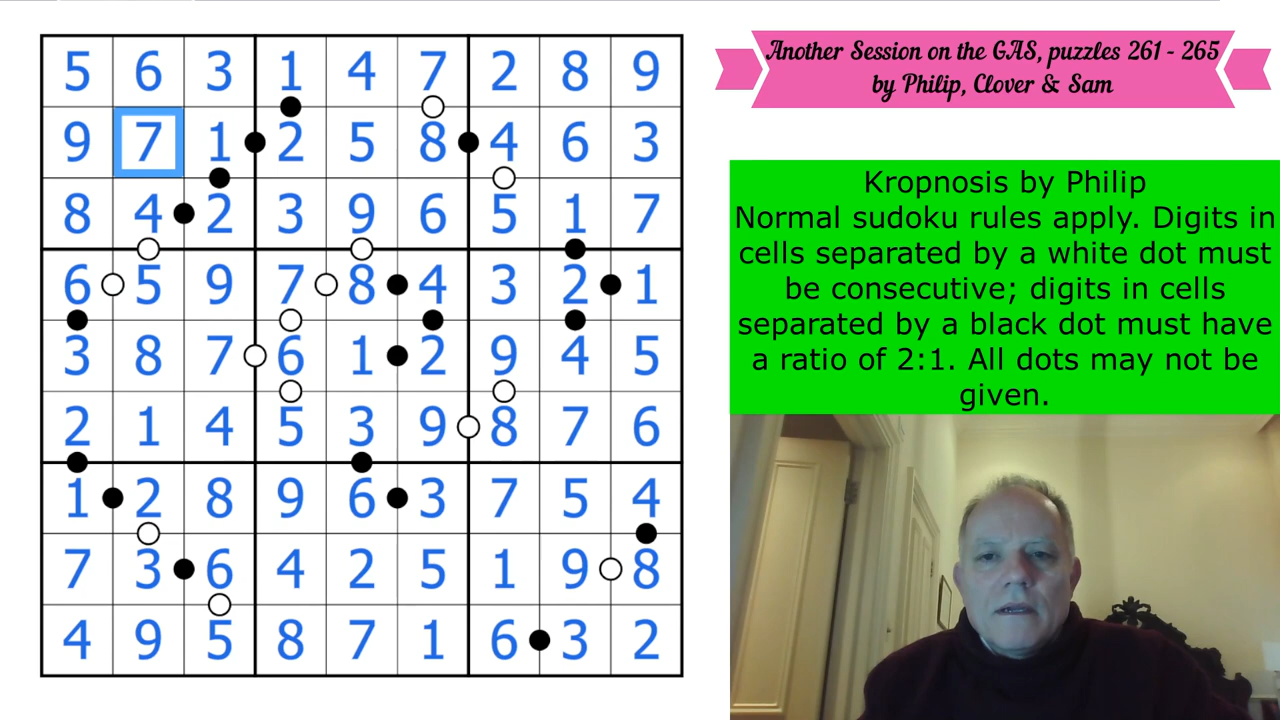 5 6 3 1 4 7 2 8 9
9 7 1 2 5 8 4 6 3
8 4 2 3 9 6 5 1 7
6 5 9 7 8 4 3 2 1
3 8 7 6 1 2 9 4 5
2 1 4 5 3 9 8 7 6
1 2 8 9 6 3 7 5 4
7 3 6 4 2 5 1 9 8
4 9 5 8 7 1 6 3 2
Another Session on the GAS, puzzles 261 - 265
by Philip, Clover & Sam
Kropnosis by Philip
Normal sudoku rules apply. Digits in
cells separated by a white dot must
be consecutive; digits in cells
separated by a black dot must have
a ratio of 2:1. All dots may not be
given.